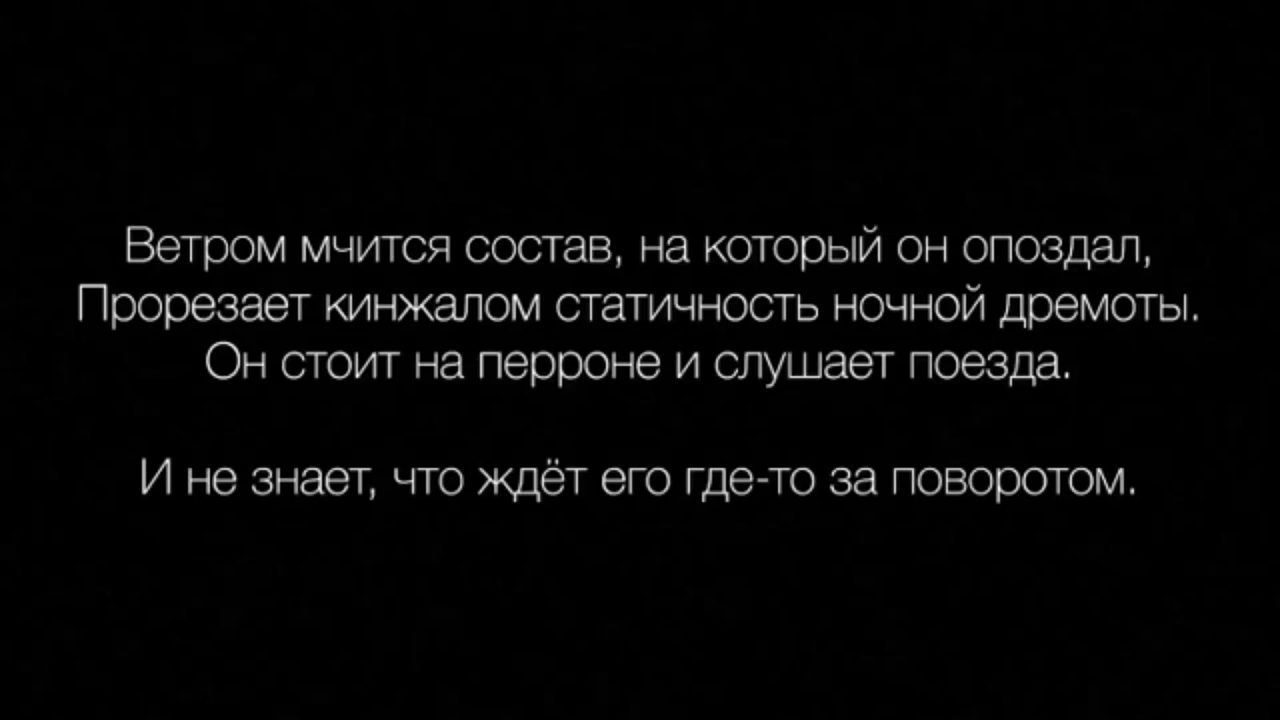 Ветром мчится состав, на который он опоздал,
Прорезает кинжалом статичность ночной дремоты.
Он стоит на перроне и слушает поезда.
И не знает, что ждёт его где-то за поворотом.